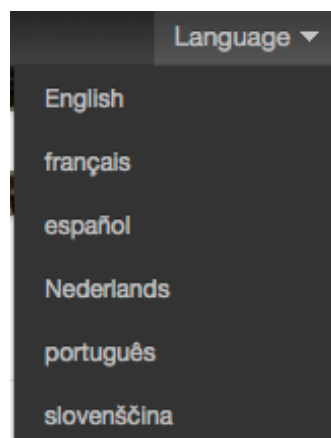 Language
English
français
español
Nederlands
português
slovenščina